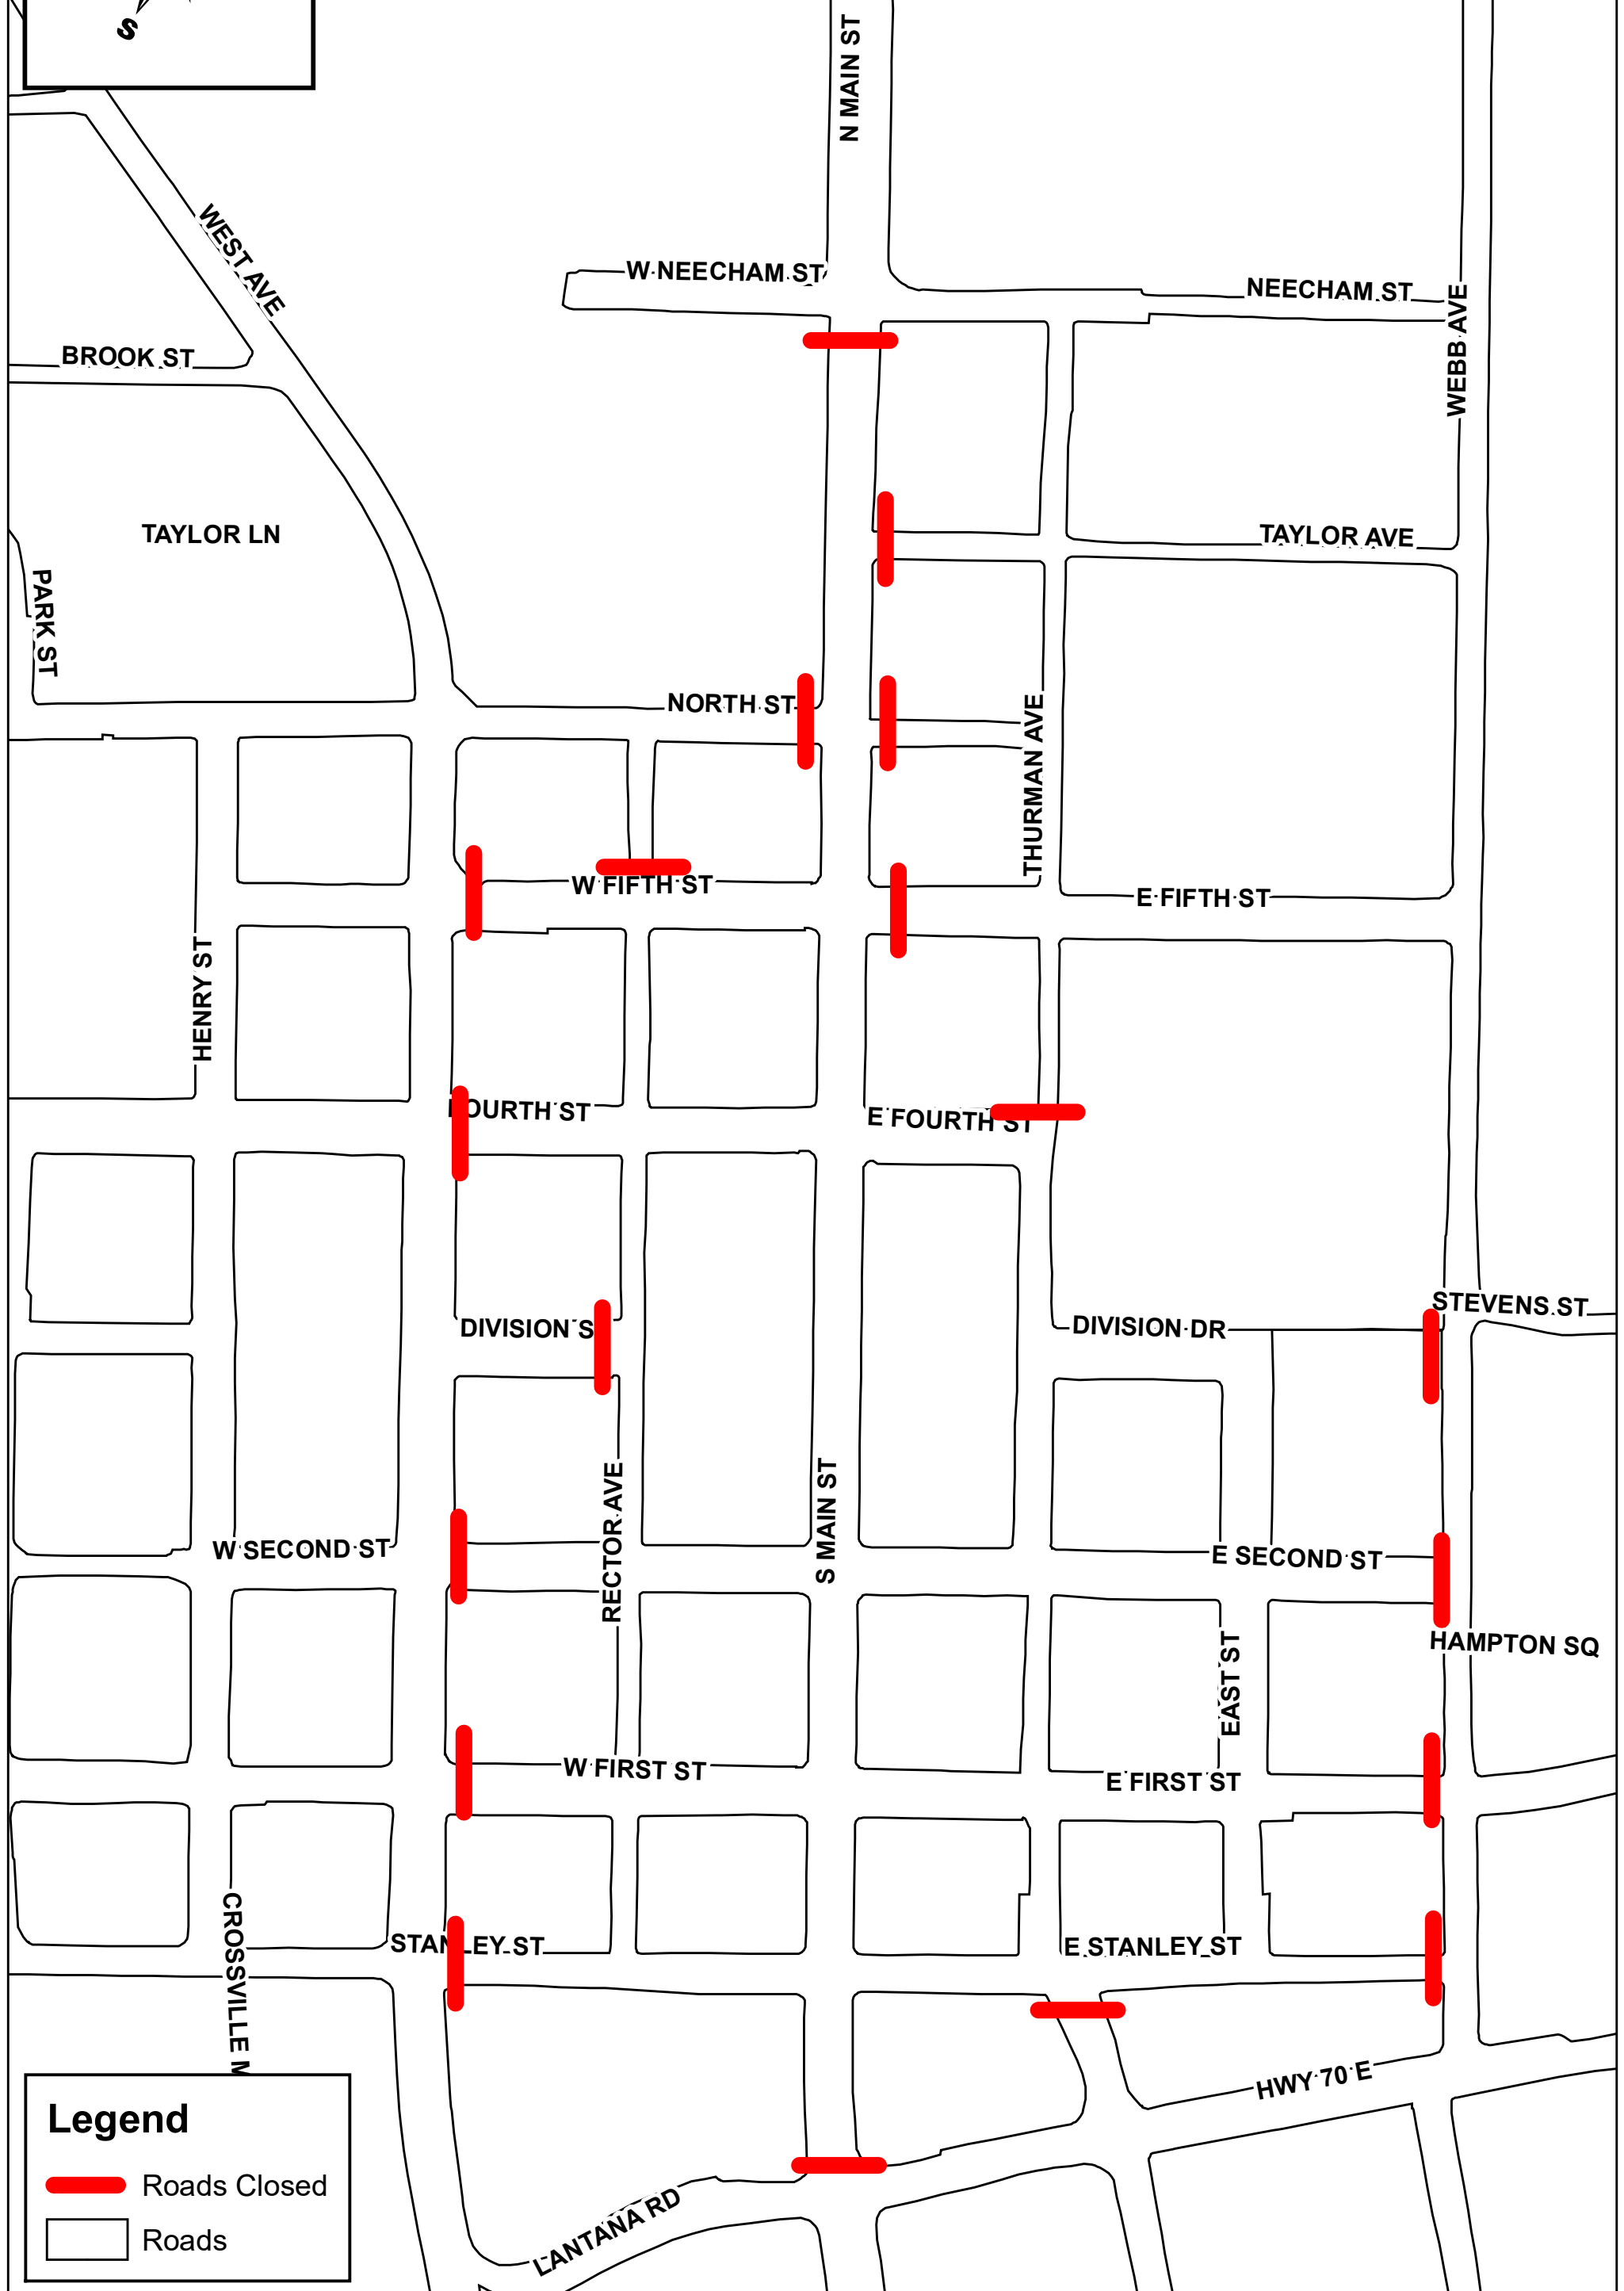 S
N MAIN ST
WEST AVE
W NEECHAM ST
NEECHAM ST
WEBB AVE
BROOK ST
TAYLOR LN
TAYLOR AVE
PARK ST
NORTH ST
THURMAN AVE
W FIFTH ST
E FIFTH ST
HENRY ST
OURTH ST
E FOURTH ST
STEVENS ST
DIVISION S
DIVISION DR
RECTOR AVE
S MAIN ST
W SECOND ST
E SECOND ST
HAMPTON SQ
EAST ST
W FIRST ST
E FIRST ST
CROSSVILLE M
STANLEY ST
E STANLEY ST
HWY 70 E
LANTANA RD
Legend
Roads Closed
Roads